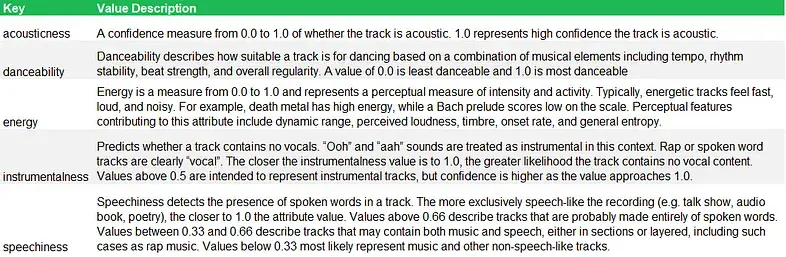 Key Value Description
acousticness A confidence measure from 0.0 to 1.0 of whether the track is acoustic. 1.0 represents high confidence the track is acoustic.
Danceability describes how suitable a track is for dancing based on a combination of musical elements including tempo, rhythm
danceability stability, beat strength, and overall regularity. A value of 0.0 is least danceable and 1.0 is most danceable
Energy is a measure from 0.0 to 1.0 and represents a perceptual measure of intensity and activity. Typically, energetic tracks feel fast,
loud, and noisy. For example, death metal has high energy, while a Bach prelude scores low on the scale. Perceptual features
energy contributing to this attribute include dynamic range, perceived loudness, timbre, onset rate, and general entropy.
Predicts whether a track contains no vocals. “Ooh” and “aah” sounds are treated as instrumental in this context. Rap or spoken word
tracks are clearly “vocal”. The closer the instrumentalness value is to 1.0, the greater likelihood the track contains no vocal content.
instrumentalness Values above 0.5 are intended to represent instrumental tracks, but confidence is higher as the value approaches 1.0.
Speechiness detects the presence of spoken words in a track. The more exclusively speech-like the recording (e.g. talk show, audio
book, poetry), the closer to 1.0 the attribute value. Values above 0.66 describe tracks that are probably made entirely of spoken words.
Values between 0.33 and 0.66 describe tracks that may contain both music and speech, either in sections or layered, including such
speechiness cases as rap music. Values below 0.33 most likely represent music and other non-speech-like tracks.